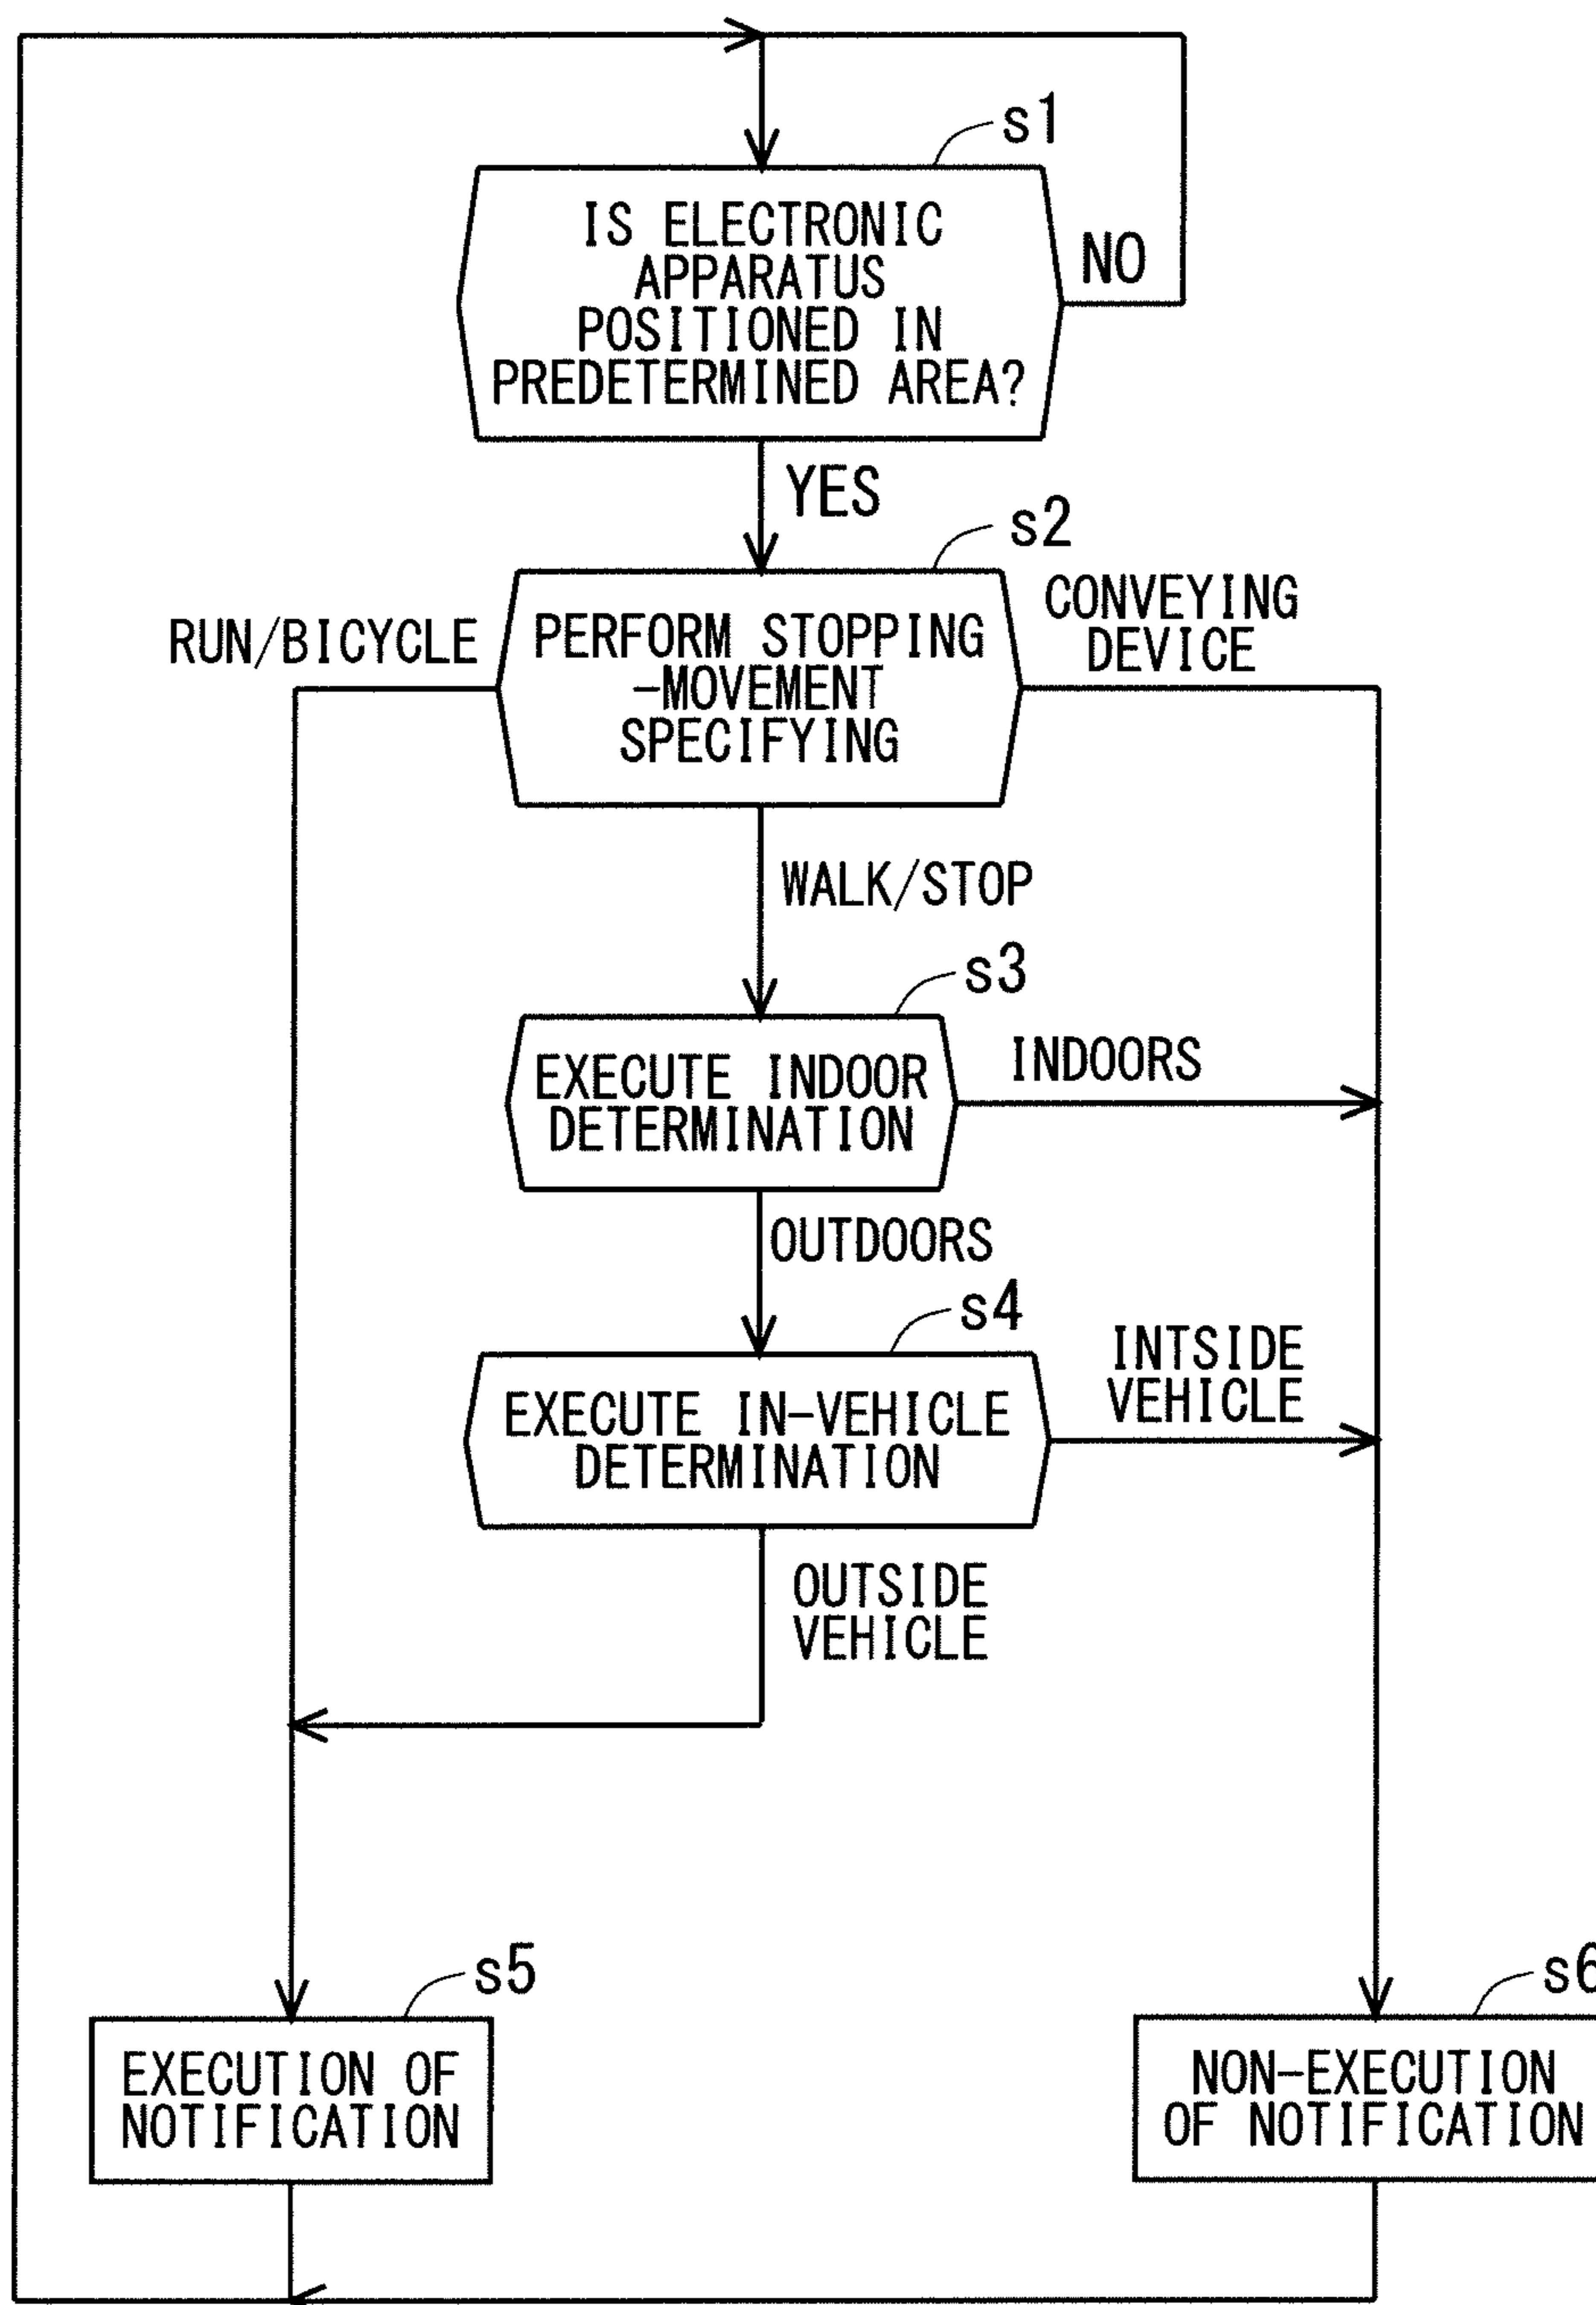 s1
IS ELECTRONIC
APPARATUS
POSITIONED IN
PREDETERMINED AREA?
NO
YES
s2
RUN/BICYCLE
PERFORM STOPPING
-MOVEMENT
SPECIFYING
CONVEYING
DEVICE
WALK/STOP
s3
EXECUTE INDOOR
DETERMINATION
INDOORS
OUTDOORS
s4
EXECUTE IN-VEHICLE
DETERMINATION
INTSIDE
VEHICLE
OUTSIDE
VEHICLE
s5
EXECUTION OF
NOTIFICATION
s6
NON-EXECUTION
OF NOTIFICATION